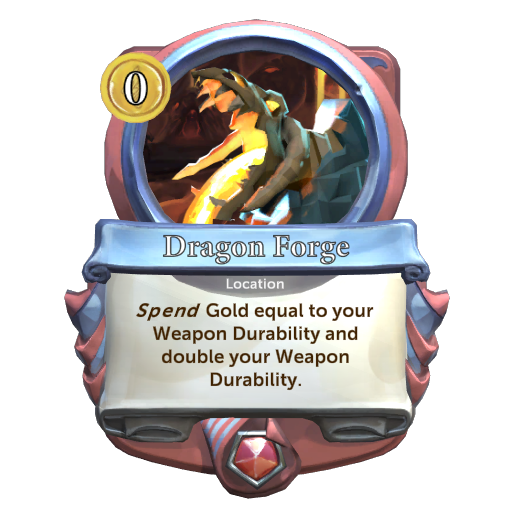 0
Dragon Forge
Location
Spend Gold equal to your
Weapon Durability and
double your Weapon
Durability.